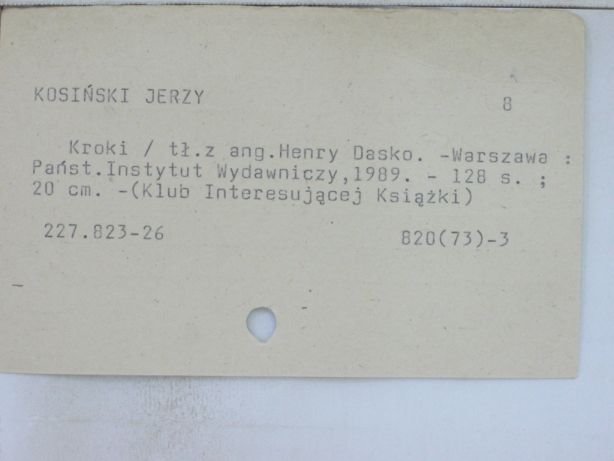 KOSIŃSKI JERZY 8
Kroki / tł.z ang.Henry Dasko. -Warszawa :
Państ.Instytut Wydawniczy,1989. - 128 s. ;
20 cm. -(Klub Interesującej Książki)
227.823-26 820(73)-3